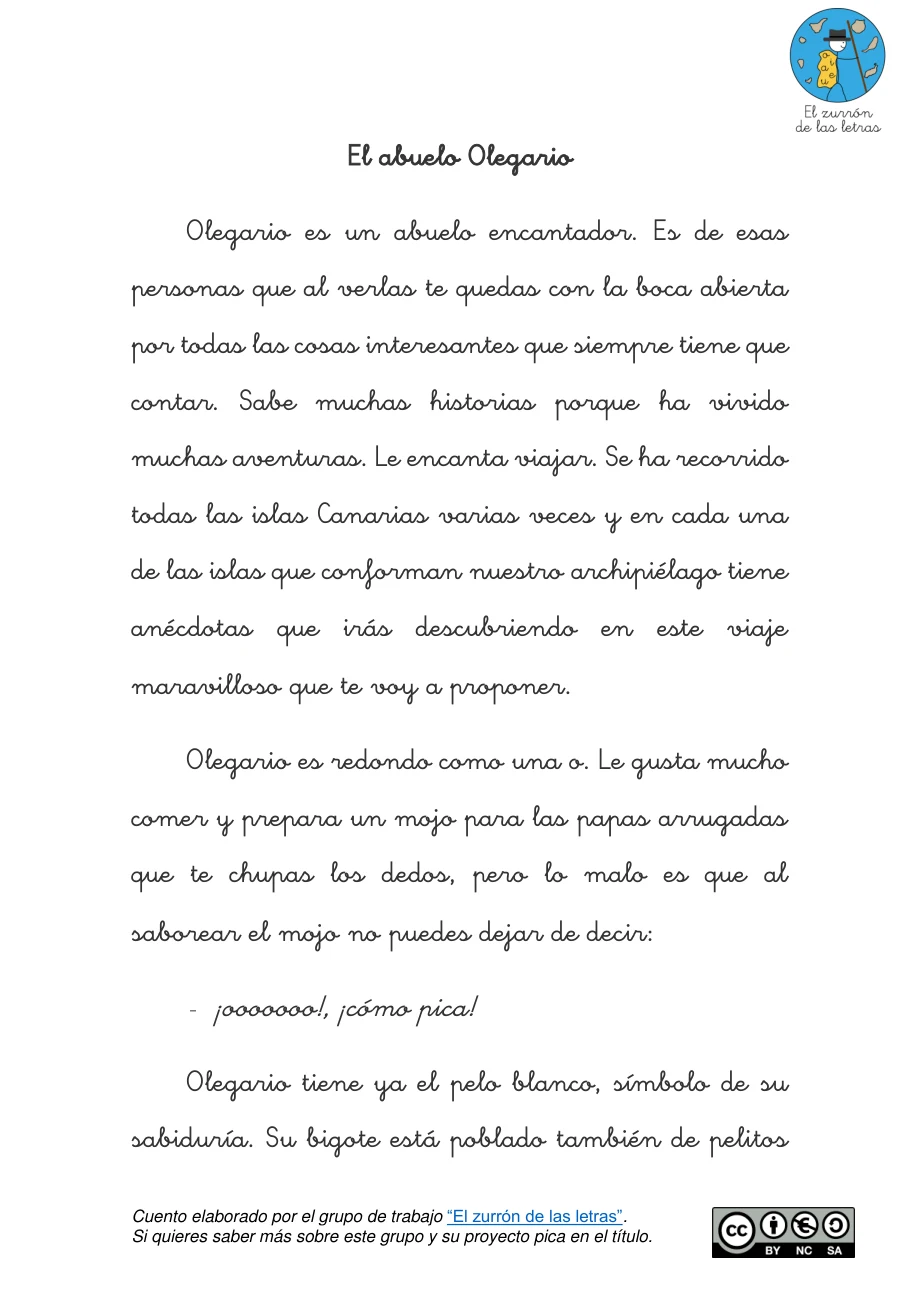 El zurrón
de las letras
El abuelo Olegario
Olegario es un abuelo encantador. Es de esas
personas que al verlas te quedas con la boca abierta
por todas las cosas interesantes que siempre tiene que
contar. Sabe muchas historias porque ha vivido
muchas aventuras. Le encanta viajar. Se ha recorrido
todas las islas Canarias varias veces y en cada una
de las islas que conforman nuestro archipiélago tiene
anécdotas que irás descubriendo en este viaje
maravilloso que te voy a proponer.
Olegario es redondo como una o. Le gusta mucho
comer y prepara un mojo para las papas arrugadas
que te chupas los dedos, pero lo malo es que al
saborear el mojo no puedes dejar de decir:
- ¡ooooooo!, ¡cómo pica!
Olegario tiene ya el pelo blanco, símbolo de su
sabiduría. Su bigote está poblado también de pelitos
Cuento elaborado por el grupo de trabajo “El zurrón de las letras”.
Si quieres saber más sobre este grupo y su proyecto pica en el título.
cc
BY NC SA